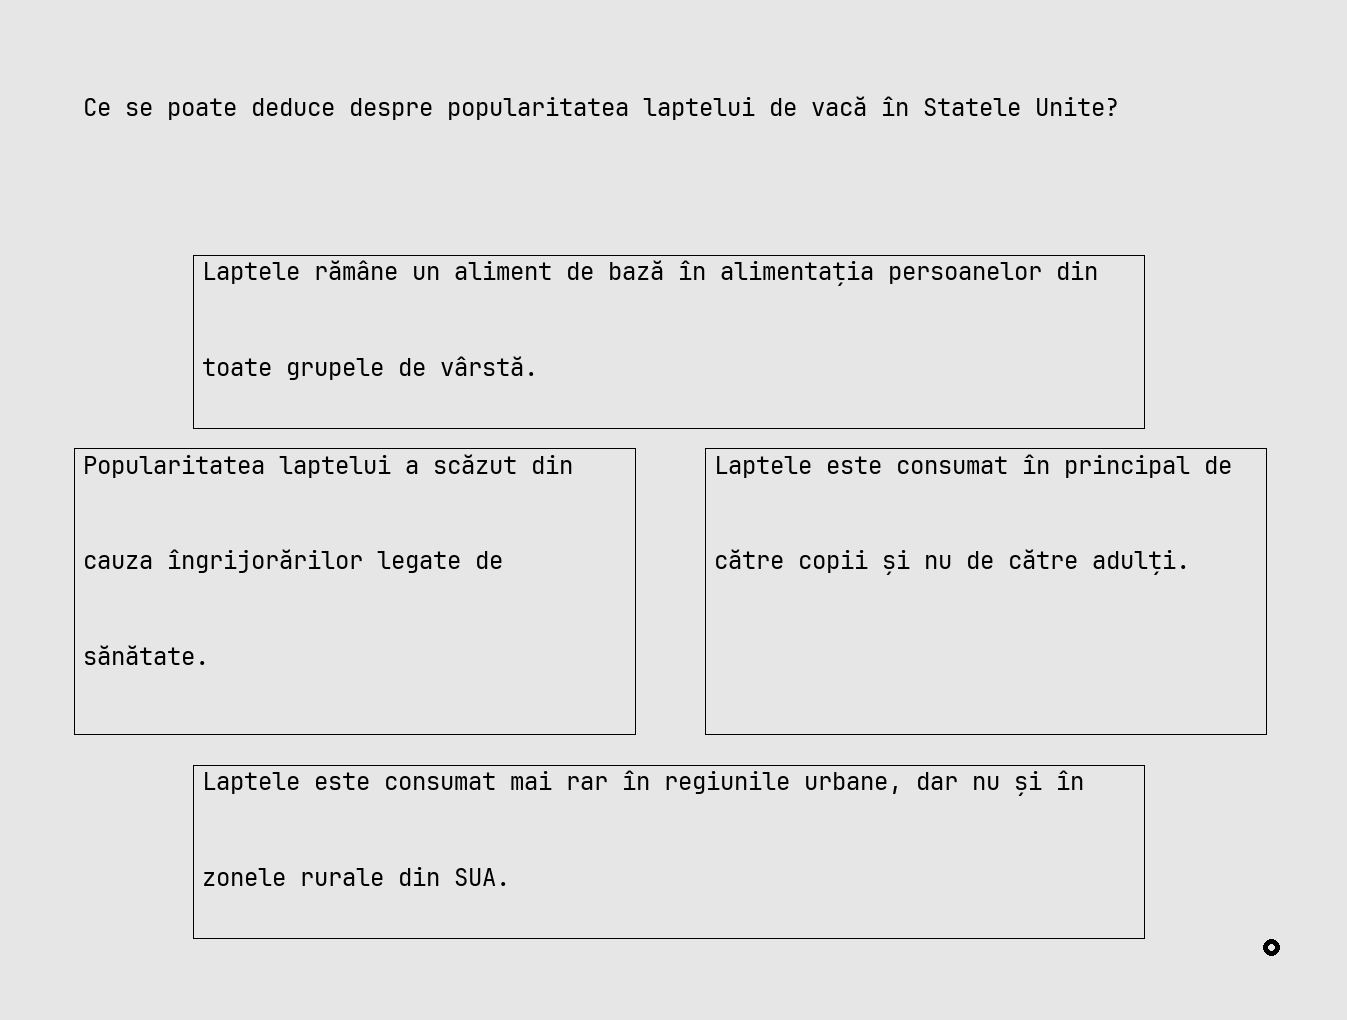 Ce se poate deduce despre popularitatea laptelui de vacă în Statele Unite?
Laptele rămâne un aliment de bază în alimentația persoanelor din
toate grupele de vârstă.
Popularitatea laptelui a scăzut din
cauza îngrijorărilor legate de
sănătate.
Laptele este consumat în principal de
către copii și nu de către adulți.
Laptele este consumat mai rar în regiunile urbane, dar nu și în
zonele rurale din SUA.